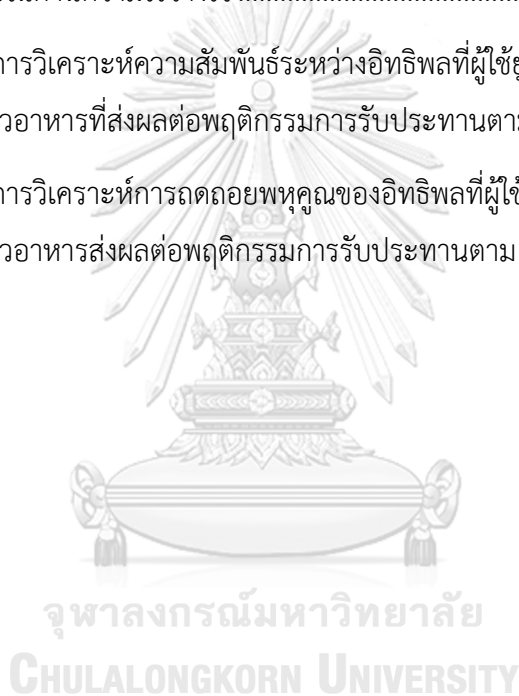 การวิเคราะห์ความสัมพันธ์ระหว่างอิทธิพลที่ผู้ใช้
วอาหารที่ส่งผลต่อพฤติกรรมการรับประทานตาม
การวิเคราะห์การถดถอยพหุคูณของอิทธิพลที่ผู้ใช้
วอาหารส่งผลต่อพฤติกรรมการรับประทานตาม
จุฬาลงกรณ์มหาวิทยาลัย
CHULALONGKORN UNIVERSITY